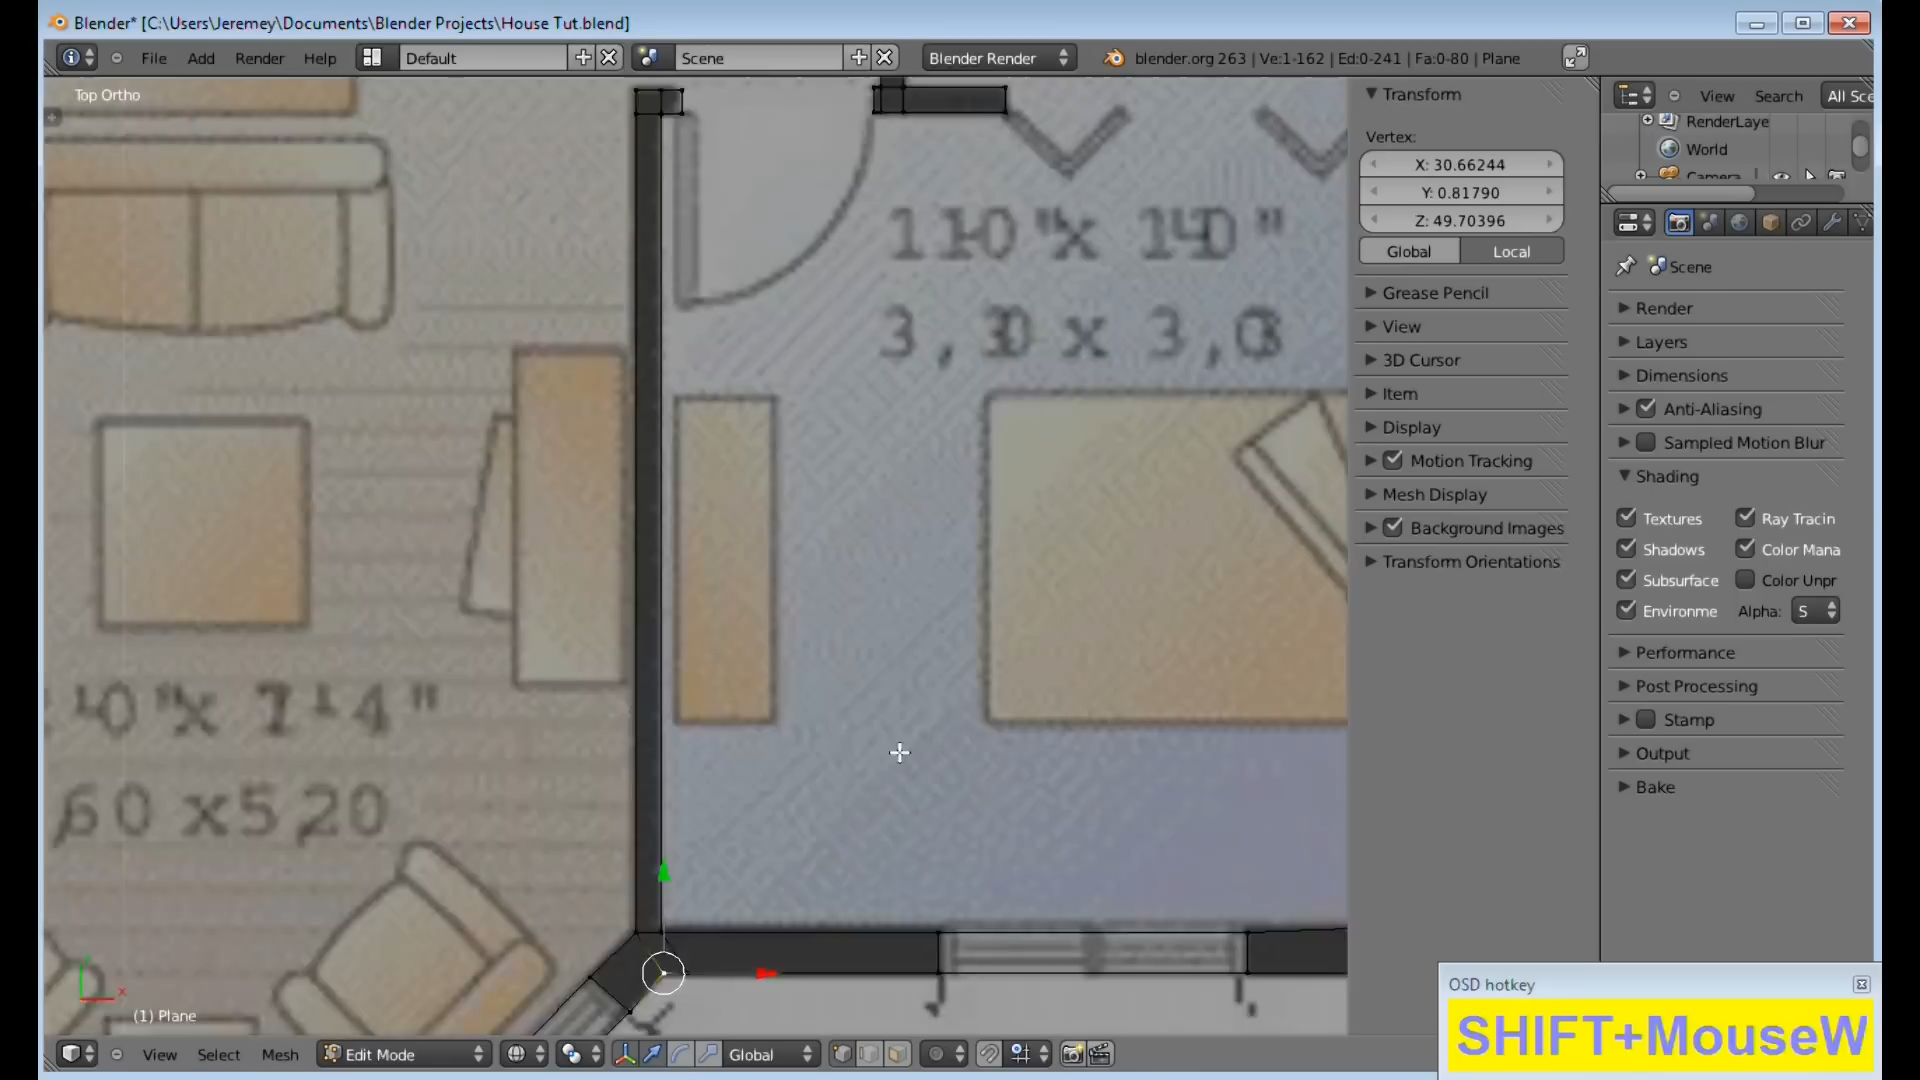 Blender* [C:\Users\Jeremey\Documents\Blender Projects\House Tut.blend]
File Add Render Help Default Scene Blender Render blender.org 263 | Ve:1-162 | Ed:0-241 | Fa:0-80 | Plane
Top Ortho
(1) Plane
Transform
Vertex:
X: 30.66244
Y: 0.81790
Z: 49.70396
Global Local
Grease Pencil
View
3D Cursor
Item
Display
Motion Tracking
Mesh Display
Background Images
Transform Orientations
View Search All Sce
RenderLaye
World
Camera
Scene
Render
Layers
Dimensions
Anti-Aliasing
Sampled Motion Blur
Shading
Textures Ray Tracin
Shadows Color Mana
Subsurface Color Unpr
Environme Alpha: S
Performance
Post Processing
Stamp
Output
Bake
View Select Mesh Edit Mode Global
OSD hotkey
SHIFT+MouseW